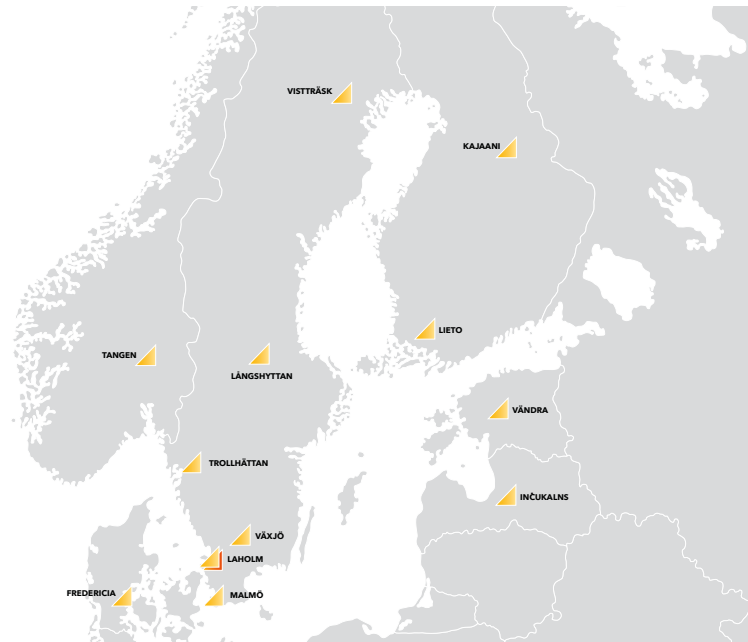 VISTTRÄSK
KAJAANI
LIETO
TANGEN
LÅNGSHYTTAN
VÄNDRA
TROLLHÄTTAN
INČUKALNS
VÄXJÖ
LAHOLM
FREDERICIA
MALMÖ